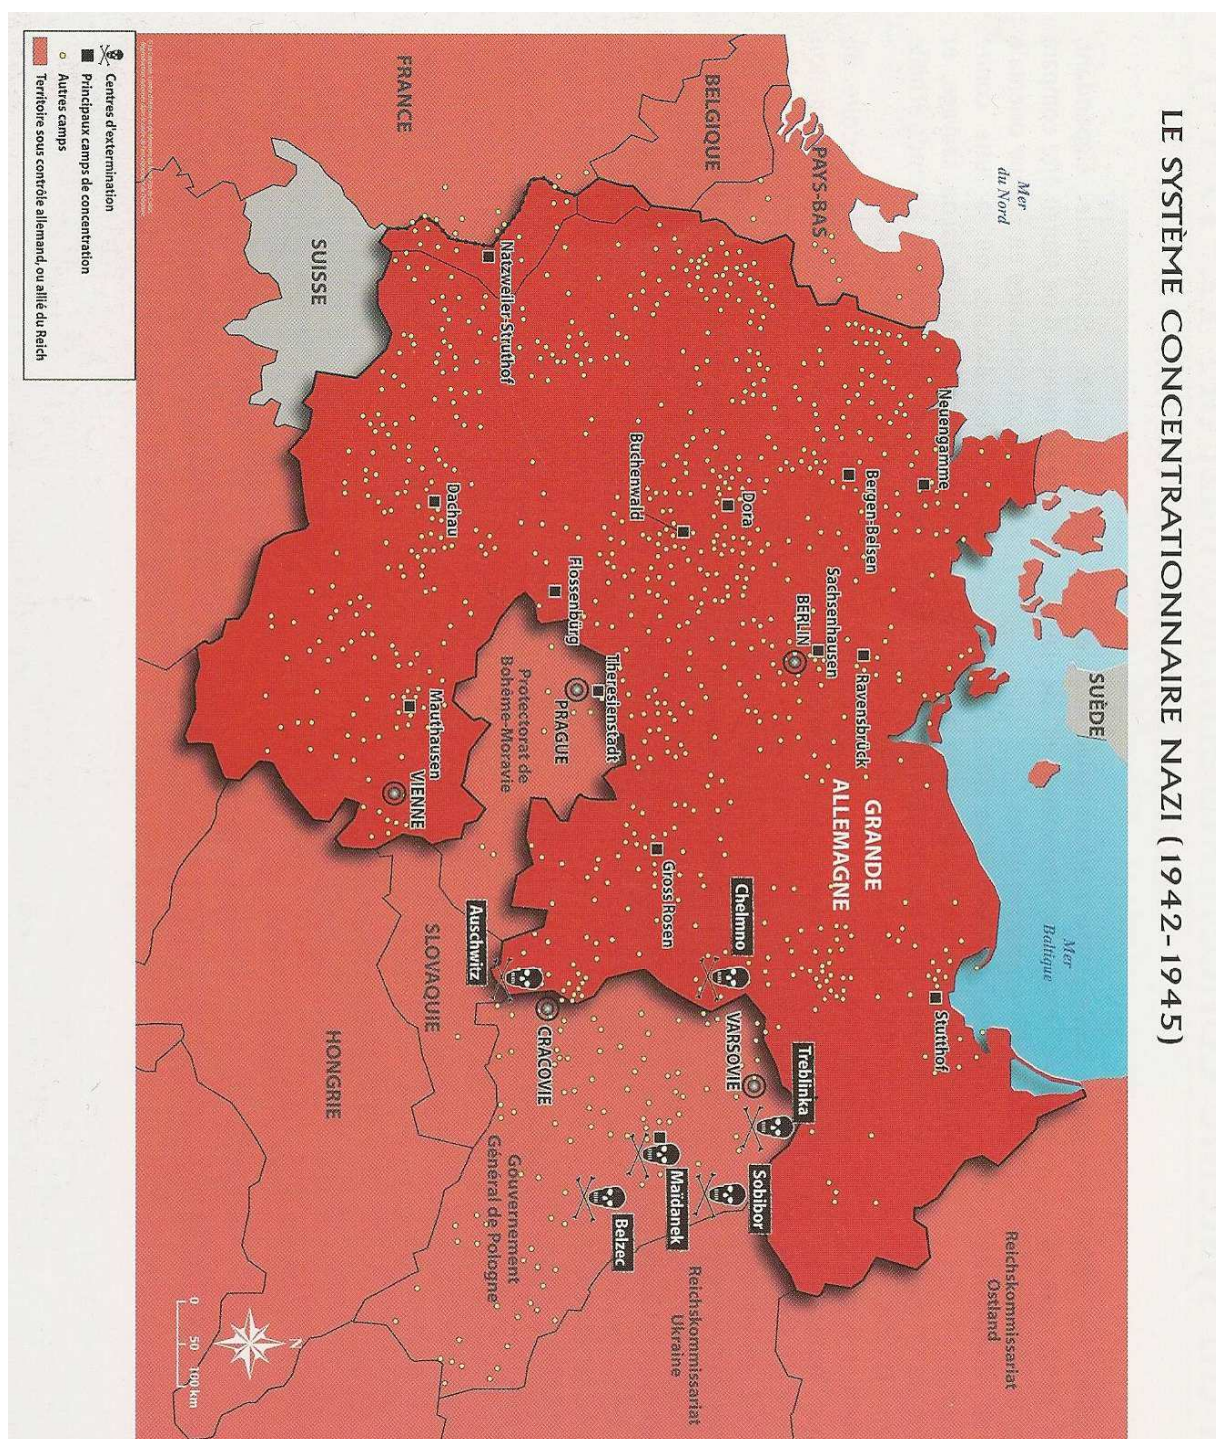 LE SYSTÈME CONCENTRATIONNAIRE NAZI (1942-1945)
Mer
du Nord
SUÈDE
Mer
Baltique
PAYS-BAS
BELGIQUE
FRANCE
SUISSE
Neuengamme
Bergen-Belsen
Dora
Buchenwald
Natzweiler-Struthof
Dachau
Ravensbrück
Sachsenhausen
BERLIN
Flossenbürg
Theresienstadt
PRAGUE
Protectorat de
Bohême-Moravie
Mauthausen
VIENNE
GRANDE
ALLEMAGNE
Gross Rosen
Stutthof
Chelmno
Auschwitz
CRACOVIE
VARSOVIE
Treblinka
Sobibor
Maïdanek
Belzec
SLOVAQUIE
HONGRIE
Gouvernement
Général de Pologne
Reichskommissariat
Ostland
Reichskommissariat
Ukraine
N
0 50 100 km
Centres d'extermination
Principaux camps de concentration
Autres camps
Territoire sous contrôle allemand, ou allié du Reich